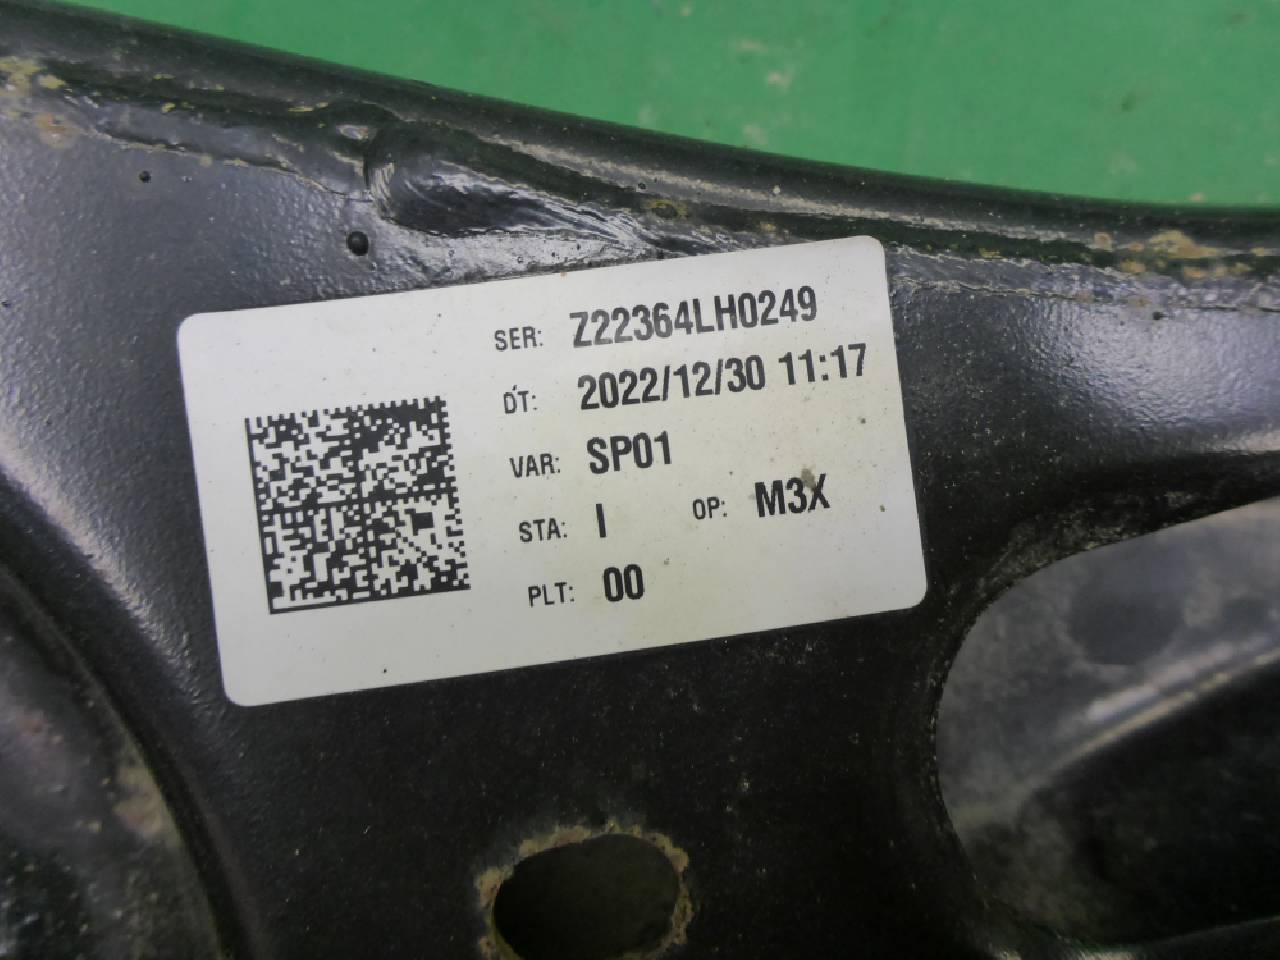 SER: Z22364LH0249
DT: 2022/12/30 11:17
VAR: SP01
STA: I OP: M3X
PLT: 00